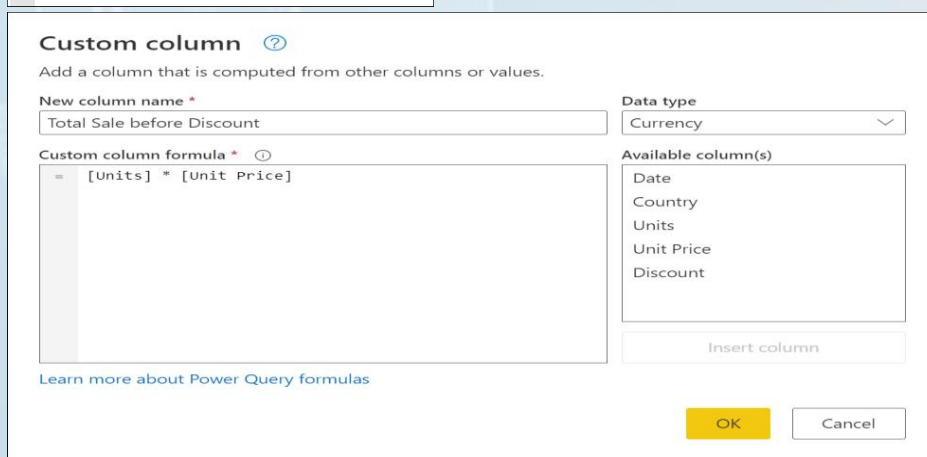 Custom column
Add a column that is computed from other columns or values.
New column name *
Total Sale before Discount
Data type
Currency
Custom column formula *
= [Units] * [Unit Price]
Available column(s)
Date
Country
Units
Unit Price
Discount
Insert column
Learn more about Power Query formulas
OK
Cancel